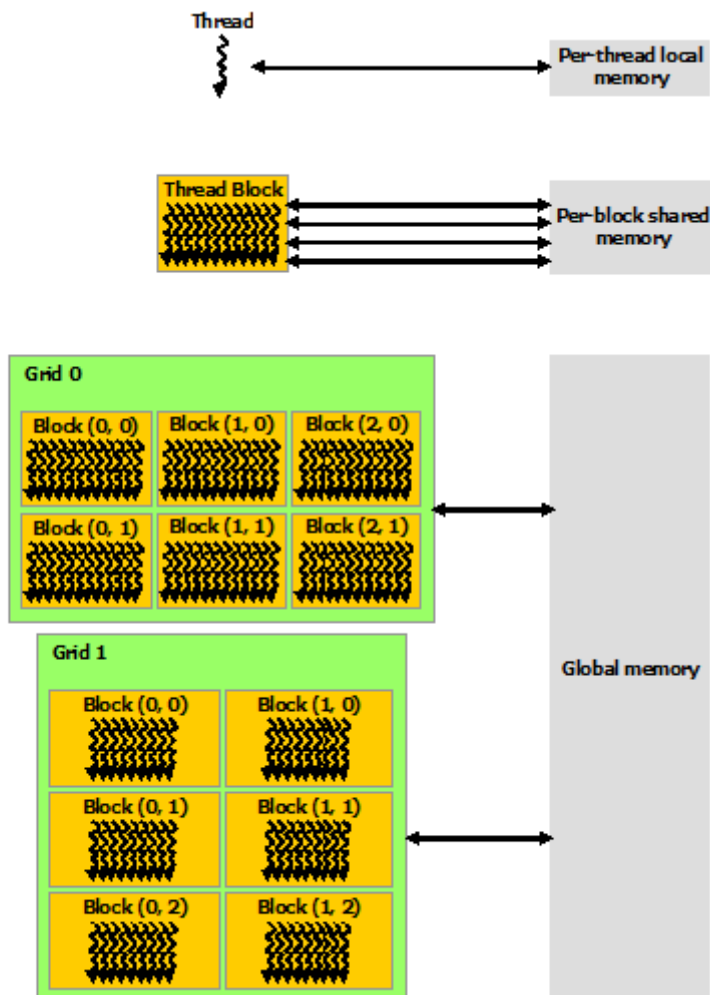 Thread
Per-thread local
memory
Thread Block
Per-block shared
memory
Grid 0
Block (0, 0)
Block (1, 0)
Block (2, 0)
Block (0, 1)
Block (1, 1)
Block (2, 1)
Grid 1
Global memory
Block (0, 0)
Block (1, 0)
Block (0, 1)
Block (1, 1)
Block (0, 2)
Block (1, 2)